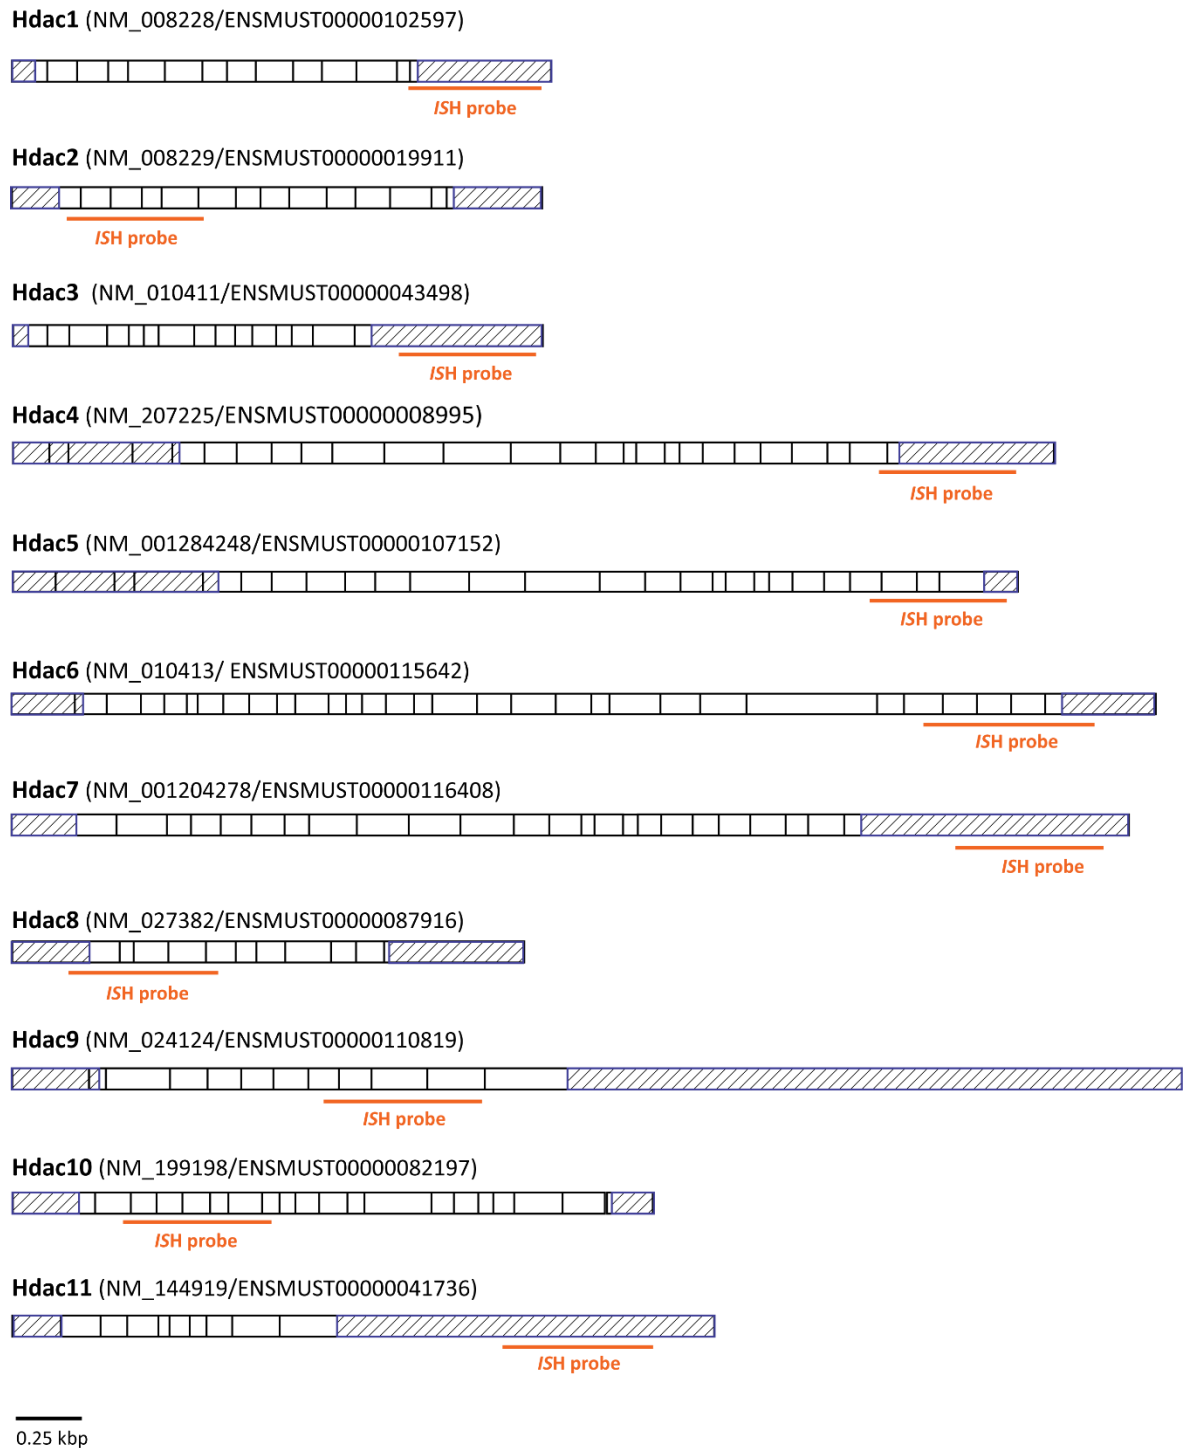 Hdac1 (NM_008228/ENSMUST00000102597)
ISH probe
Hdac2 (NM_008229/ENSMUST00000019911)
ISH probe
Hdac3 (NM_010411/ENSMUST00000043498)
ISH probe
Hdac4 (NM_207225/ENSMUST00000008995)
ISH probe
Hdac5 (NM_001284248/ENSMUST00000107152)
ISH probe
Hdac6 (NM_010413/ ENSMUST00000115642)
ISH probe
Hdac7 (NM_001204278/ENSMUST00000116408)
ISH probe
Hdac8 (NM_027382/ENSMUST00000087916)
ISH probe
Hdac9 (NM_024124/ENSMUST00000110819)
ISH probe
Hdac10 (NM_199198/ENSMUST00000082197)
ISH probe
Hdac11 (NM_144919/ENSMUST00000041736)
ISH probe
0.25 kbp